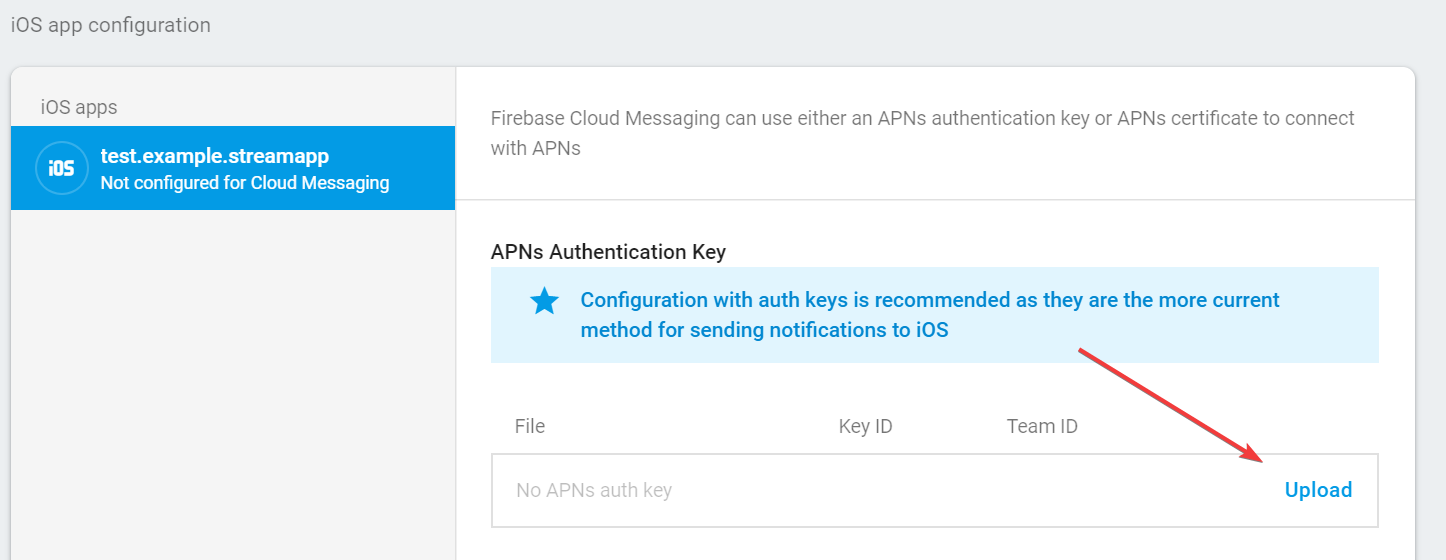 iOS app configuration
iOS apps
iOS
test.example.streamapp
Not configured for Cloud Messaging
Firebase Cloud Messaging can use either an APNs authentication key or APNs certificate to connect
with APNs
APNs Authentication Key
Configuration with auth keys is recommended as they are the more current
method for sending notifications to iOS
File Key ID Team ID
No APNs auth key Upload